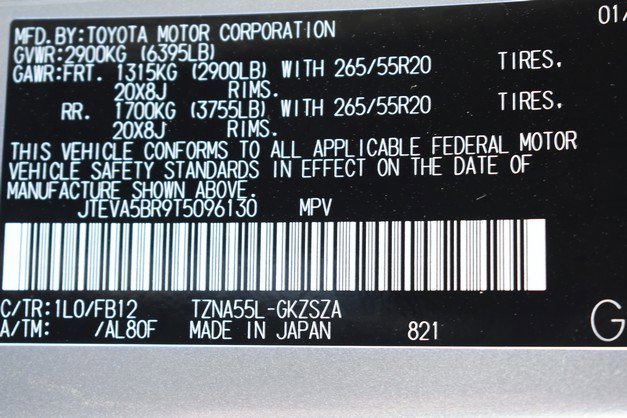 01/
MFD.BY:TOYOTA MOTOR CORPORATION
GVWR:2900KG (6395LB)
GAWR:FRT. 1315KG (2900LB) WITH 265/55R20 TIRES.
20X8J RIMS.
RR. 1700KG (3755LB) WITH 265/55R20 TIRES.
20X8J RIMS.
THIS VEHICLE CONFORMS TO ALL APPLICABLE FEDERAL MOTOR
VEHICLE SAFETY STANDARDS IN EFFECT ON THE DATE OF
MANUFACTURE SHOWN ABOVE.
JTEVA5BR9T5096130 MPV
C/TR:1L0/FB12 TZNA55L-GKZSZA
A/TM: /AL80F MADE IN JAPAN 821
G